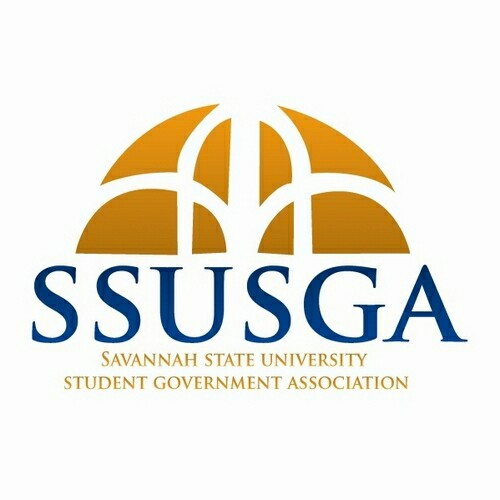 SSUSGA
SAVANNAH STATE UNIVERSITY
STUDENT GOVERNMENT ASSOCIATION